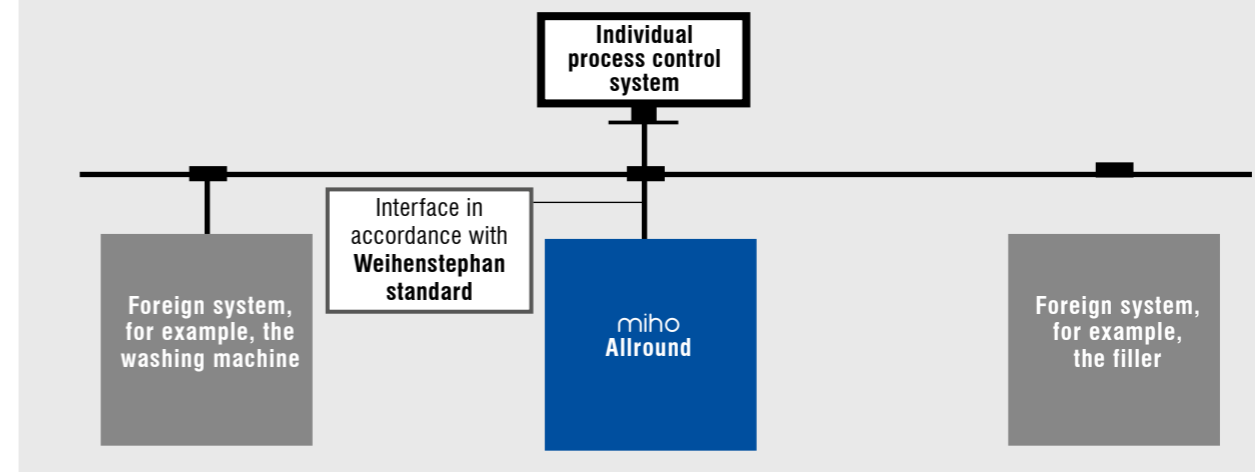 Individual
process control
system
Interface in
accordance with
Weihenstephan
standard
Foreign system,
for example, the
washing machine
miho
Allround
Foreign system,
for example,
the filler